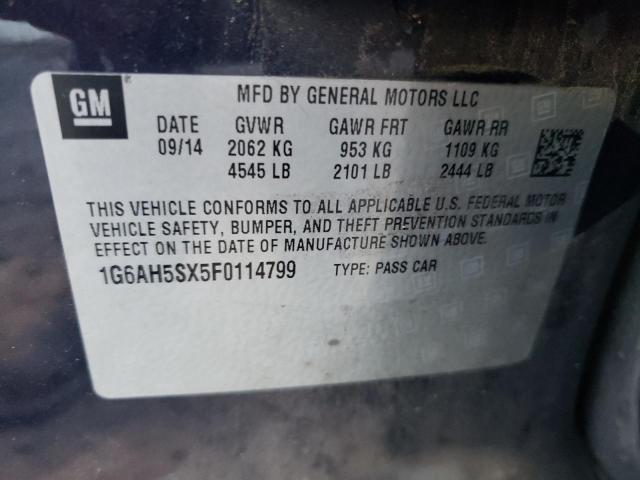 GM
MFD BY GENERAL MOTORS LLC
DATE GVWR GAWR FRT GAWR RR
09/14 2062 KG 953 KG 1109 KG
4545 LB 2101 LB 2444 LB
THIS VEHICLE CONFORMS TO ALL APPLICABLE U.S. FEDERAL MOTOR
VEHICLE SAFETY, BUMPER, AND THEFT PREVENTION STANDARDS IN
EFFECT ON THE DATE OF MANUFACTURE SHOWN ABOVE.
1G6AH5SX5F0114799 TYPE: PASS CAR